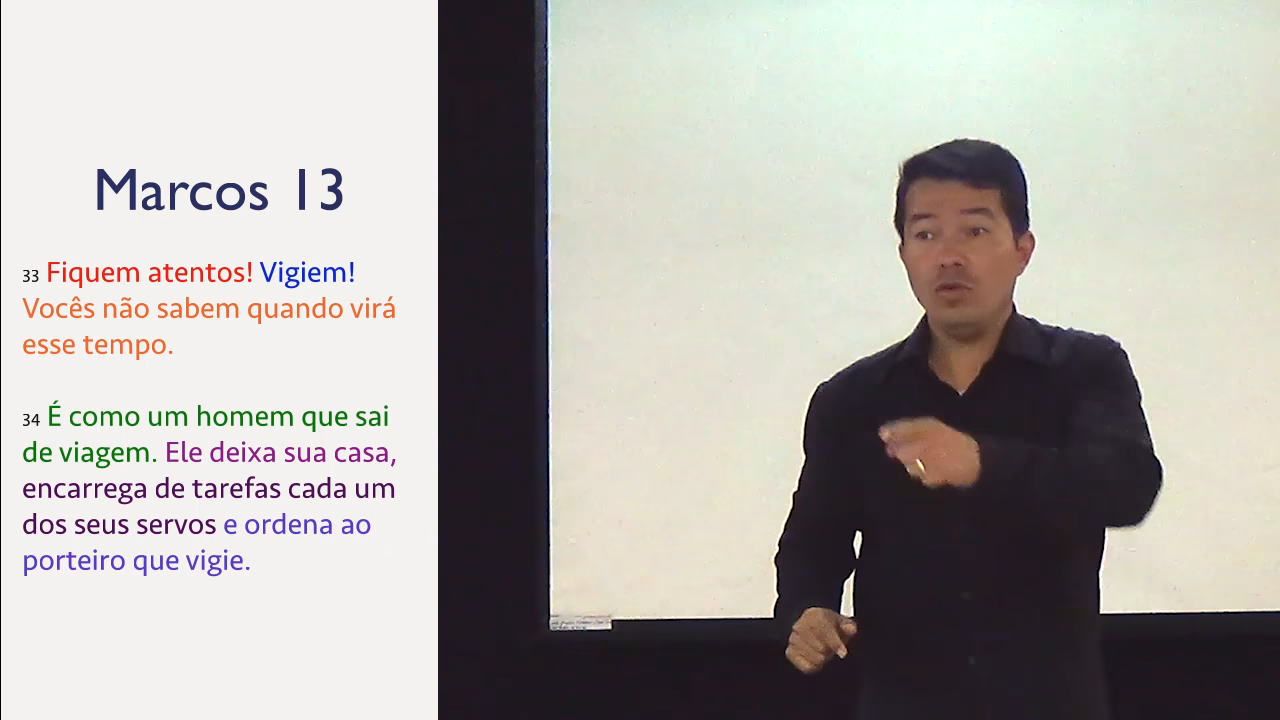 Marcos 13
33 Fiquem atentos! Vigiem!
Vocês não sabem quando virá
esse tempo.
34 É como um homem que sai
de viagem. Ele deixa sua casa,
encarrega de tarefas cada um
dos seus servos e ordena ao
porteiro que vigie.